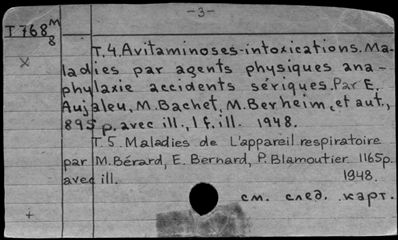 -3-
T768 M/8
T.4. Avitaminoses-intoxications. Ma-
ladies par agents physiques ana-
phylaxie accidents sériques. Par E.
Aujaleu, M. Bachet, M. Berheim, et aut.,
895 p. avec ill., 1 f. ill. 1948.
T.5. Maladies de L'appareil respiratoire
par M. Bérard, E. Bernard, P. Blamoutier 1165p.
avec ill. 1948.
см. след. карт.